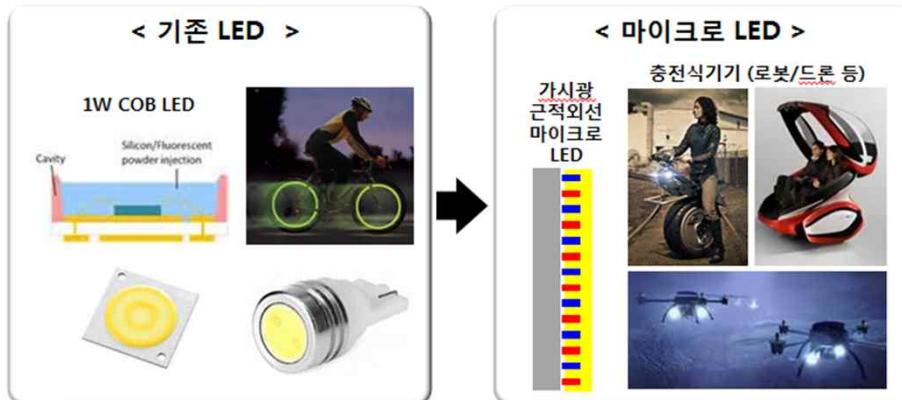 < 기존 LED >
1W COB LED
Cavity
Silicon/Fluorescent
powder injection
< 마이크로 LED >
가시광
근적외선
마이크로
LED
충전식기기 (로봇/드론 등)